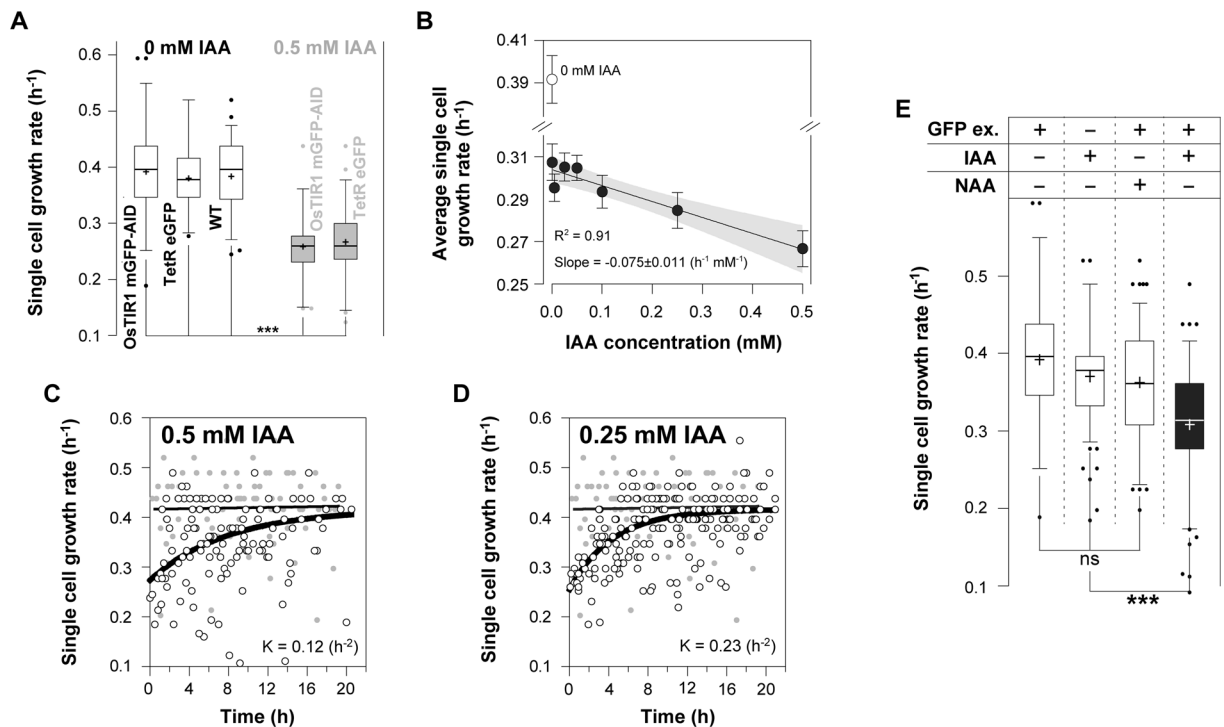 A
0 mM IAA
0.5 mM IAA
Single cell growth rate (h-1)
0.6
0.5
0.4
0.3
0.2
0.1
OsTIR1 mGFP-AID
TetR eGFP
WT
OsTIR1 mGFP-AID
TetR eGFP
***
B
Average single cell
growth rate (h-1)
0.41
0.39
0.31
0.29
0.27
0.25
0 mM IAA
R2 = 0.91
Slope = -0.075±0.011 (h-1 mM-1)
0.0 0.1 0.2 0.3 0.4 0.5
IAA concentration (mM)
C
0.5 mM IAA
Single cell growth rate (h-1)
0.6
0.5
0.4
0.3
0.2
0.1
K = 0.12 (h-2)
0 4 8 12 16 20
Time (h)
D
0.25 mM IAA
Single cell growth rate (h-1)
0.6
0.5
0.4
0.3
0.2
0.1
K = 0.23 (h-2)
0 4 8 12 16 20
Time (h)
E
GFP ex. + – + +
IAA – + – +
NAA – – + –
Single cell growth rate (h-1)
0.5
0.4
0.3
0.2
0.1
ns
***